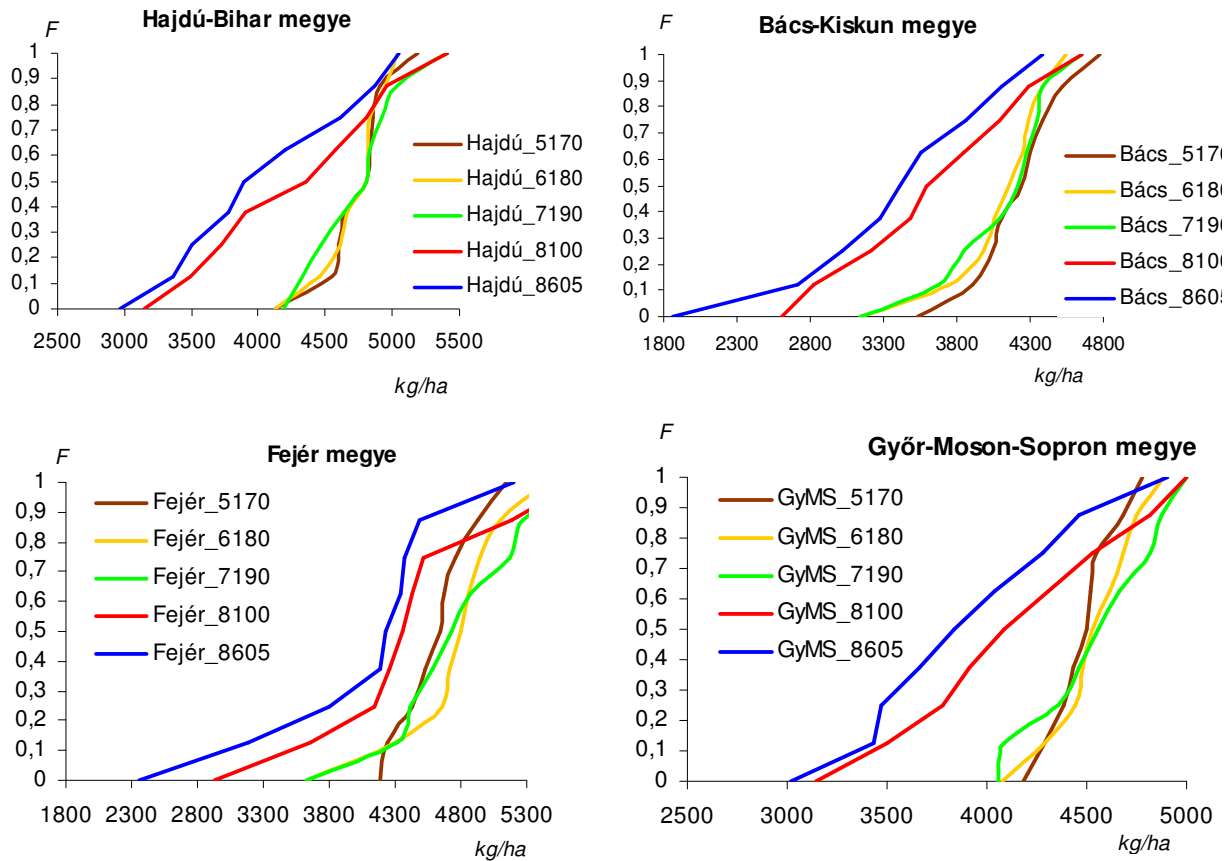 Hajdú-Bihar megye
F
1
0,9
0,8
0,7
0,6
0,5
0,4
0,3
0,2
0,1
0
2500 3000 3500 4000 4500 5000 5500
kg/ha
Hajdú_5170
Hajdú_6180
Hajdú_7190
Hajdú_8100
Hajdú_8605
Bács-Kiskun megye
F
1
0,9
0,8
0,7
0,6
0,5
0,4
0,3
0,2
0,1
0
1800 2300 2800 3300 3800 4300 4800
kg/ha
Bács_5170
Bács_6180
Bács_7190
Bács_8100
Bács_8605
Fejér megye
F
1
0,9
0,8
0,7
0,6
0,5
0,4
0,3
0,2
0,1
0
1800 2300 2800 3300 3800 4300 4800 5300
kg/ha
Fejér_5170
Fejér_6180
Fejér_7190
Fejér_8100
Fejér_8605
Győr-Moson-Sopron megye
F
1
0,9
0,8
0,7
0,6
0,5
0,4
0,3
0,2
0,1
0
2500 3000 3500 4000 4500 5000
kg/ha
GyMS_5170
GyMS_6180
GyMS_7190
GyMS_8100
GyMS_8605